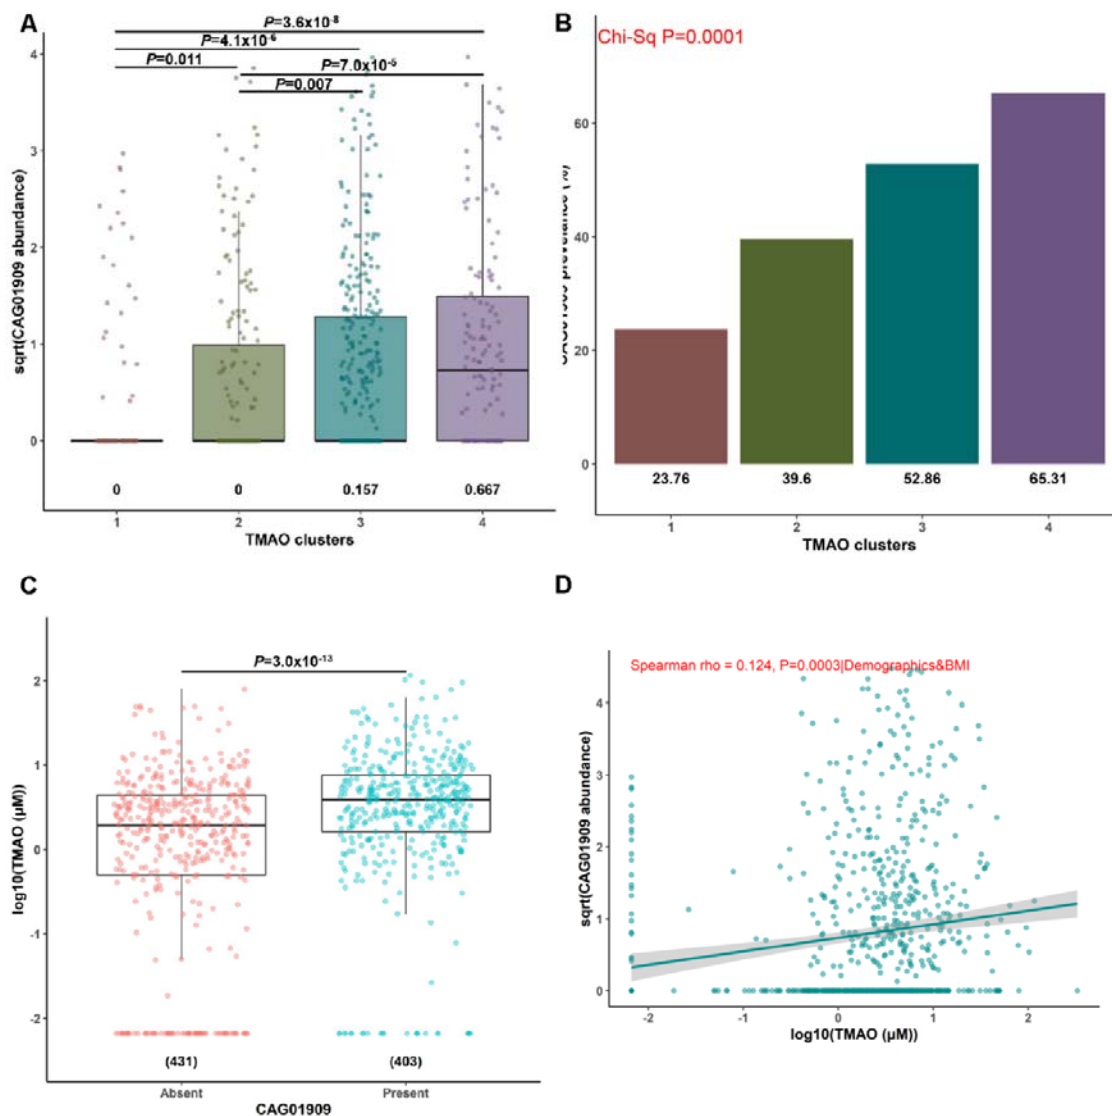 A
P=3.6x10-8
P=4.1x10-6
P=0.011
P=7.0x10-5
P=0.007
4
3
2
1
0
sqrt(CAG01909 abundance)
0
0
0.157
0.667
1
2
3
4
TMAO clusters
B
Chi-Sq P=0.0001
60
40
20
0
prevelance (%)
23.76
39.6
52.86
65.31
1
2
3
4
TMAO clusters
C
P=3.0x10-13
2
1
0
-1
-2
log10(TMAO (µM))
(431)
(403)
Absent
Present
CAG01909
D
Spearman rho = 0.124, P=0.0003|Demographics&BMI
4
3
2
1
0
sqrt(CAG01909 abundance)
-2
-1
0
1
2
log10(TMAO (µM))